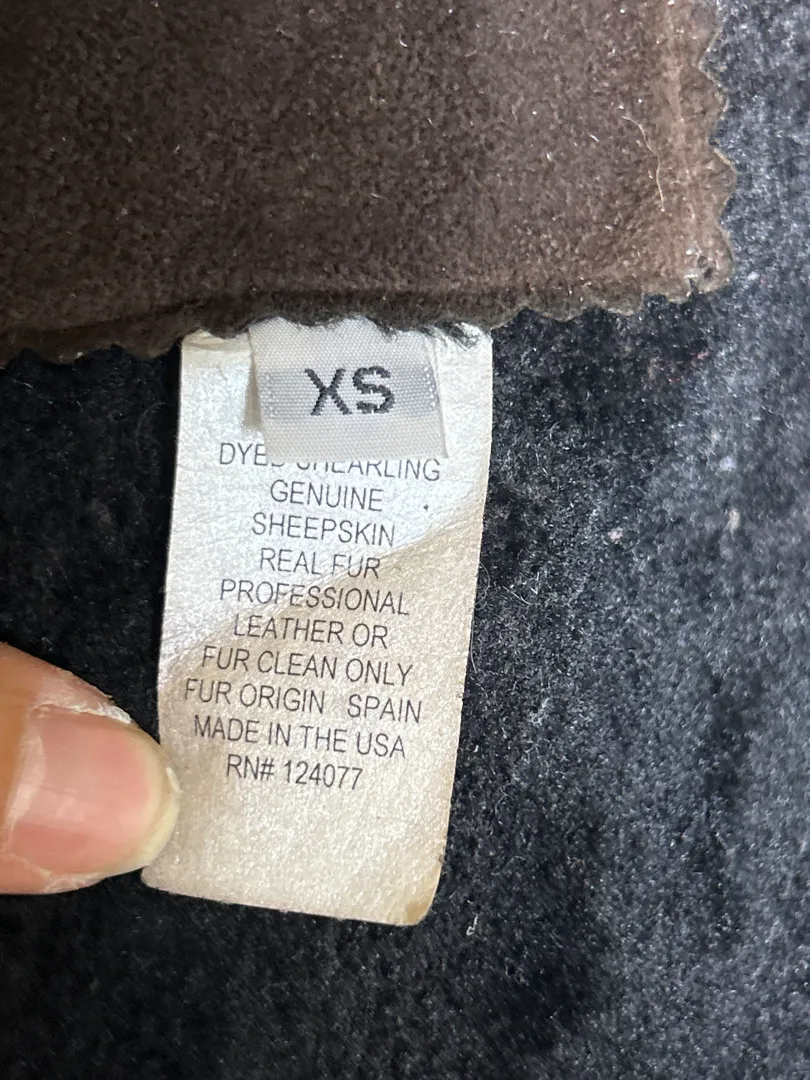 XS
DYED SHEARLING
GENUINE
SHEEPSKIN
REAL FUR
PROFESSIONAL
LEATHER OR
FUR CLEAN ONLY
FUR ORIGIN SPAIN
MADE IN THE USA
RN# 124077